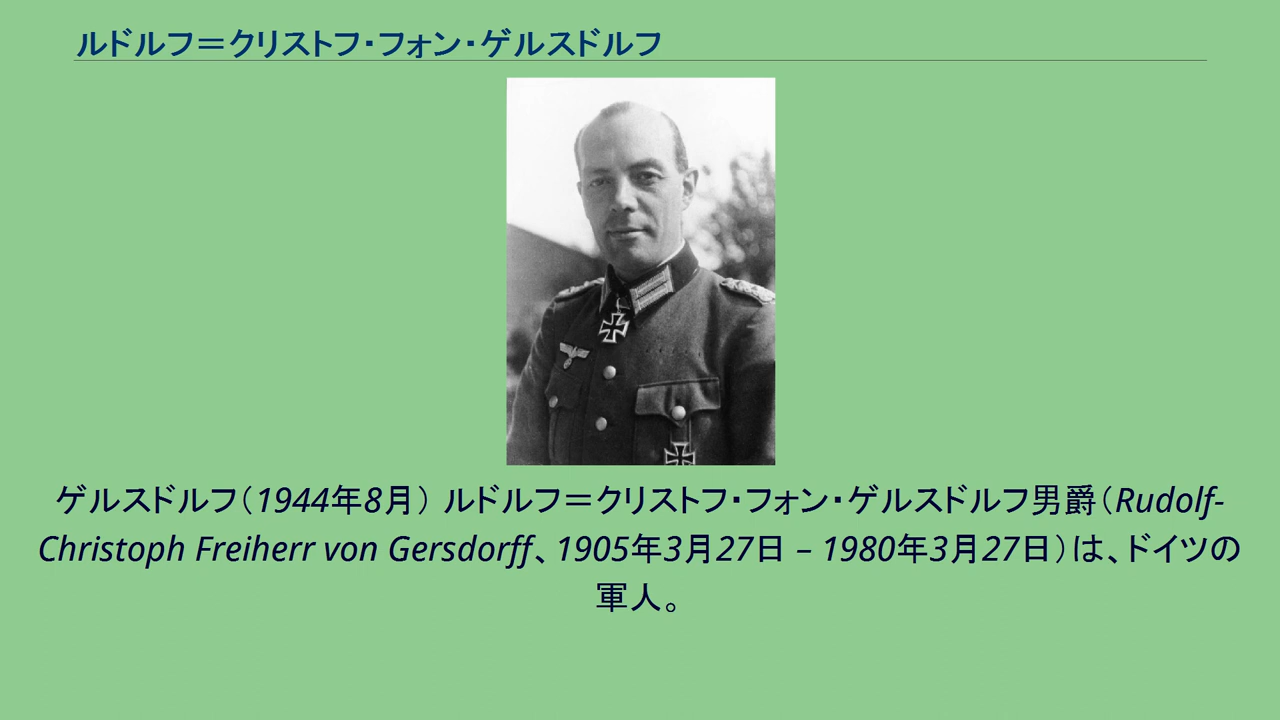 ルドルフ＝クリストフ・フォン・ゲルスドルフ
ゲルスドルフ（1944年8月） ルドルフ＝クリストフ・フォン・ゲルスドルフ男爵（Rudolf-
Christoph Freiherr von Gersdorff、1905年3月27日 – 1980年3月27日）は、ドイツの
軍人。